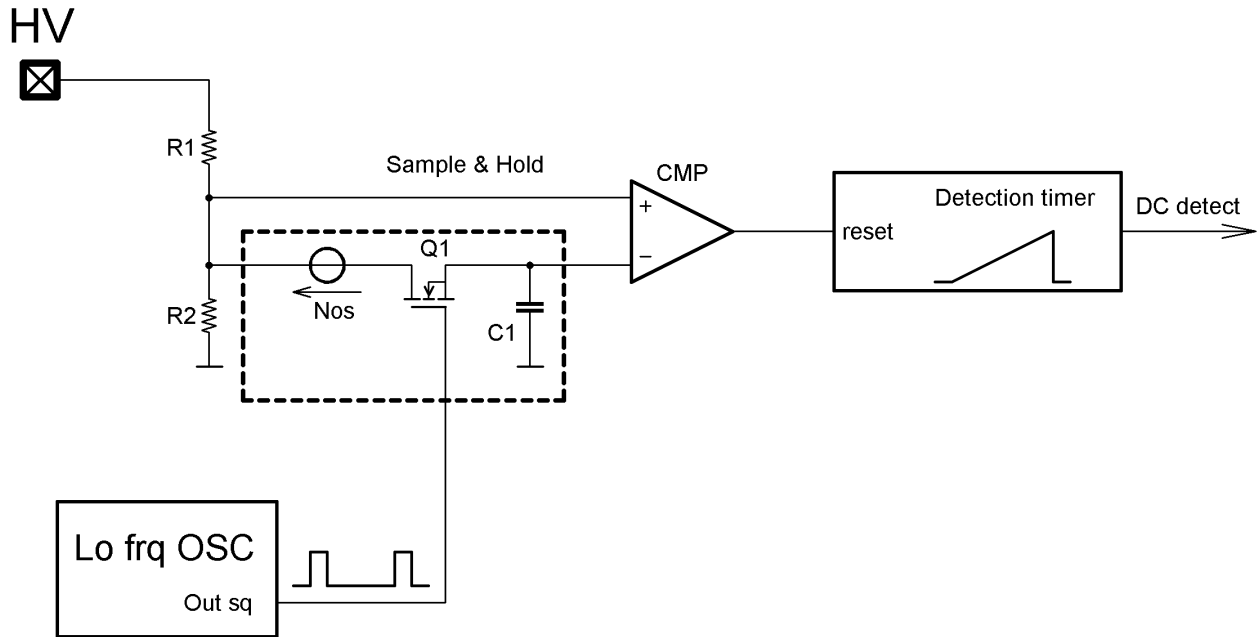 HV
R1
Sample & Hold
CMP
Detection timer
DC detect
+
reset
Q1
−
Nos
R2
C1
Lo frq OSC
Out sq